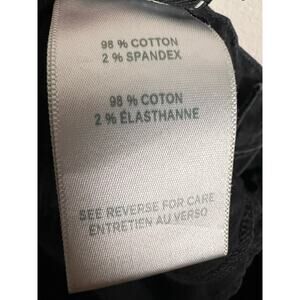 98 % COTTON
2 % SPANDEX
98 % COTON
2 % ÉLASTHANNE
SEE REVERSE FOR CARE
ENTRETIEN AU VERSO